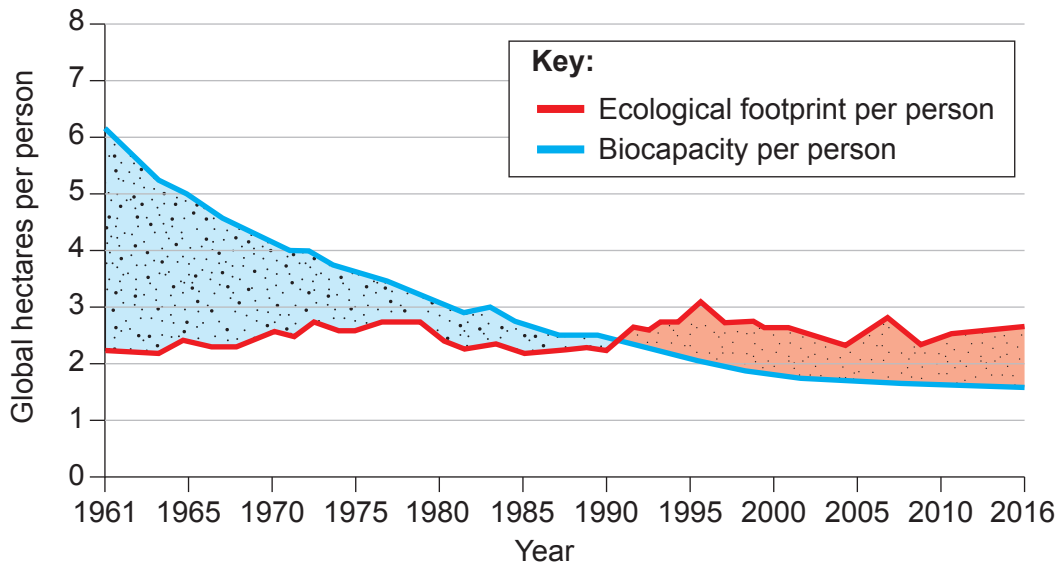 Global hectares per person
8
7
6
5
4
3
2
1
0
Key:
Ecological footprint per person
Biocapacity per person
1961 1965 1970 1975 1980 1985 1990 1995 2000 2005 2010 2016
Year